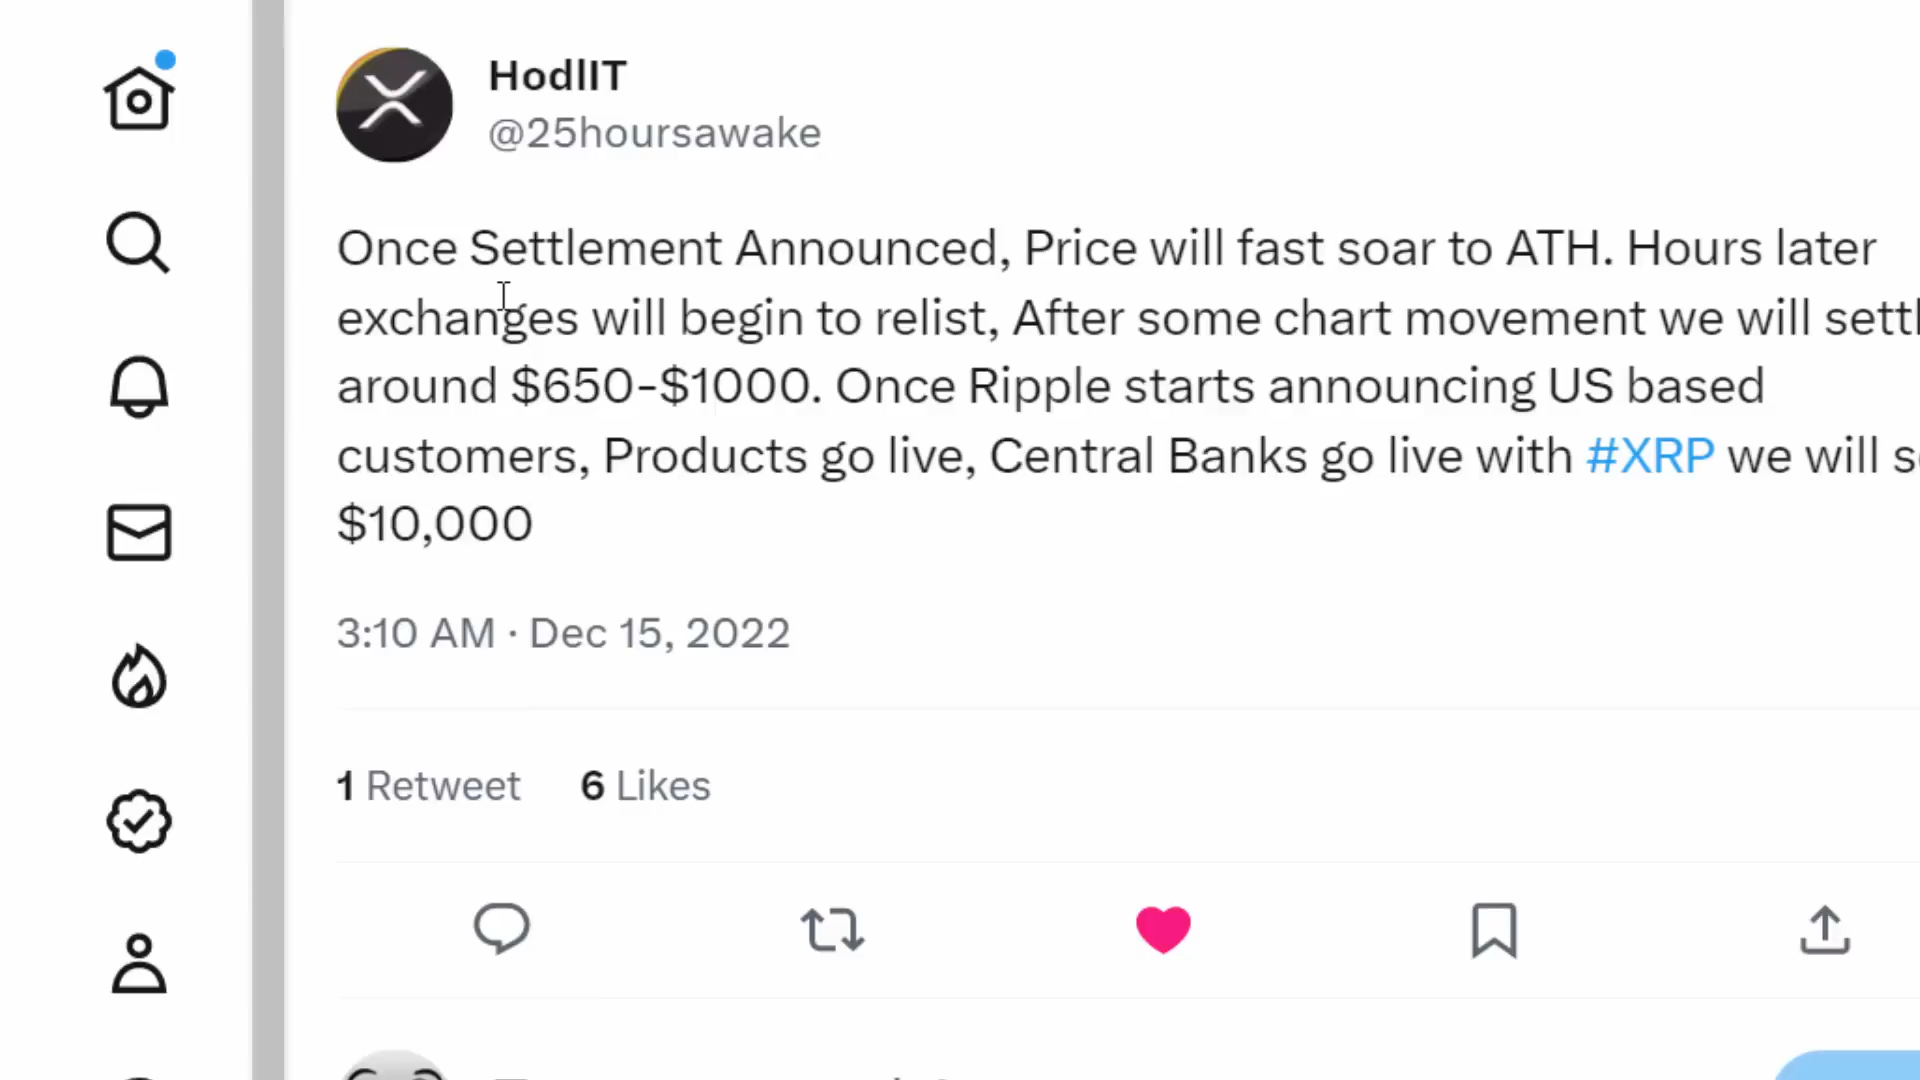 HodlIT
@25hoursawake
Once Settlement Announced, Price will fast soar to ATH. Hours later
exchanges will begin to relist, After some chart movement we will settl
around $650-$1000. Once Ripple starts announcing US based
customers, Products go live, Central Banks go live with #XRP we will s
$10,000
3:10 AM · Dec 15, 2022
1 Retweet 6 Likes